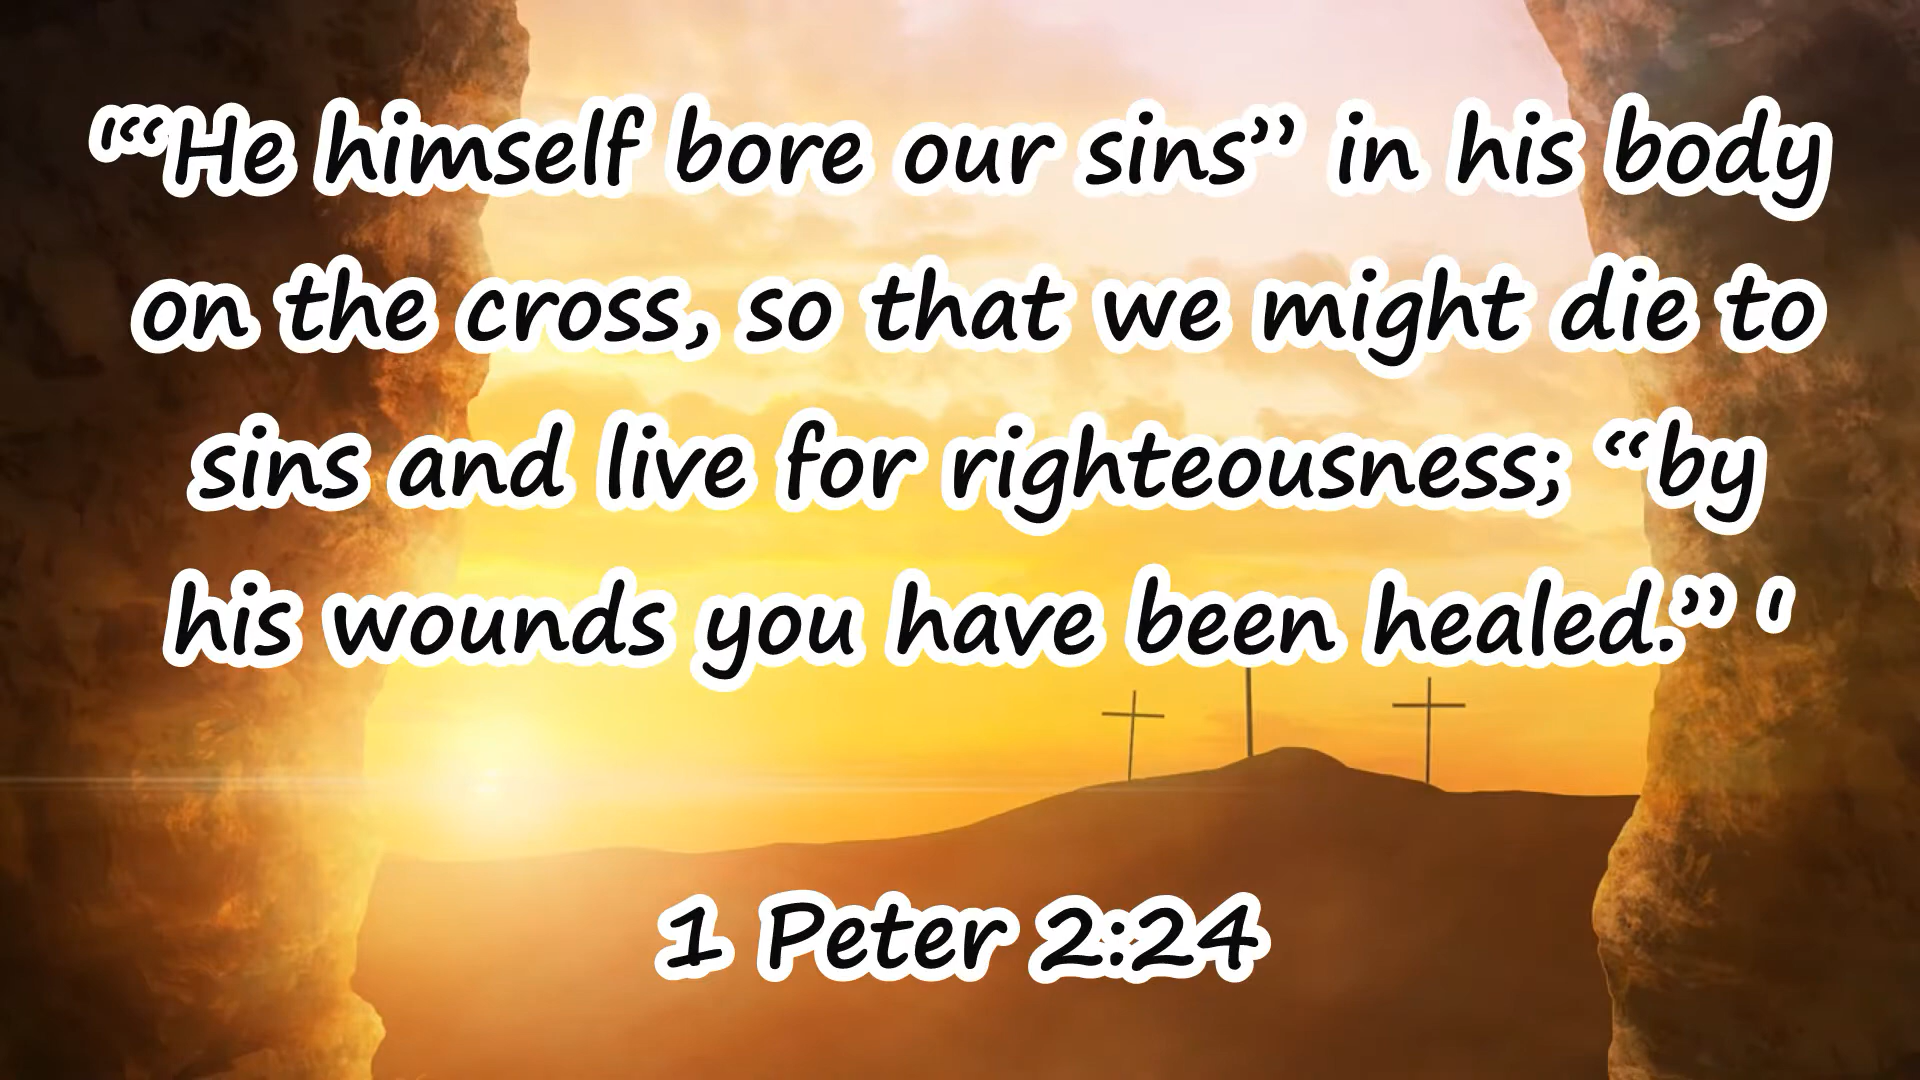 '“He himself bore our sins” in his body
on the cross, so that we might die to
sins and live for righteousness; “by
his wounds you have been healed.” '
1 Peter 2:24